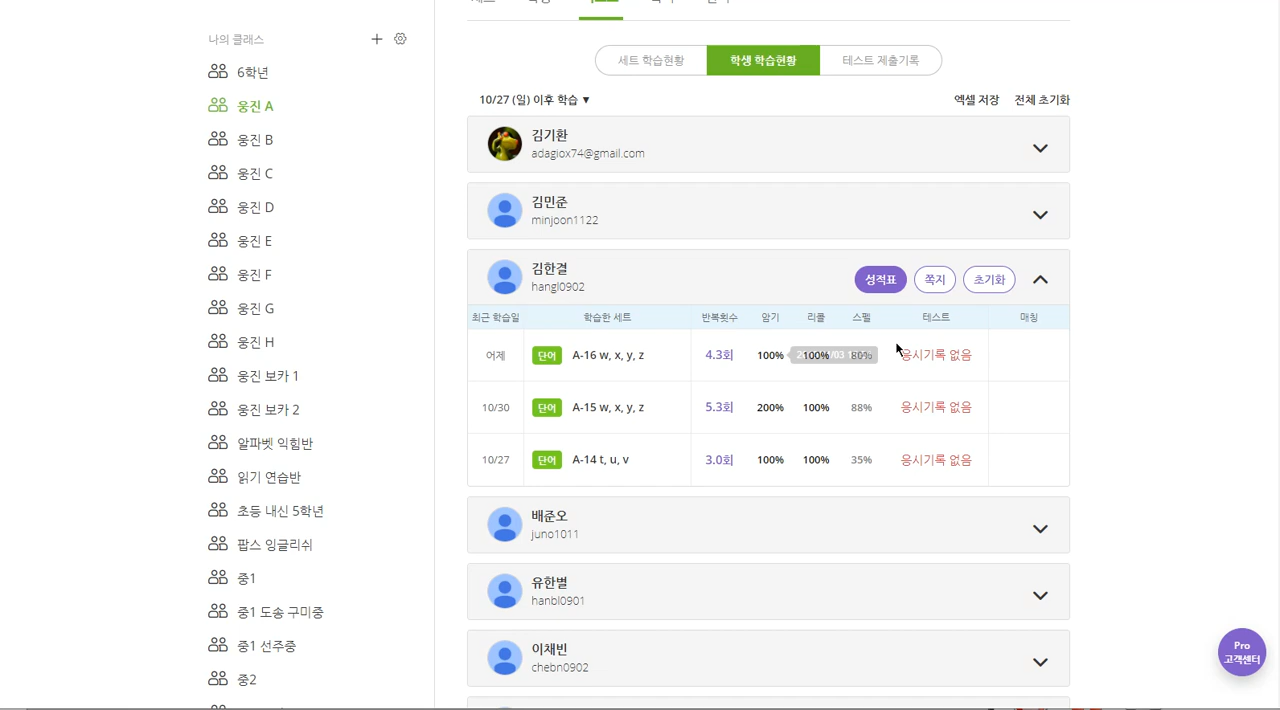 나의 클래스
6학년
웅진 A
웅진 B
웅진 C
웅진 D
웅진 E
웅진 F
웅진 G
웅진 H
웅진 보카 1
웅진 보카 2
알파벳 익힘반
읽기 연습반
초등 내신 5학년
팝스 잉글리쉬
중1
중1 도송 구미중
중1 선주중
중2
세트 학습현황 학생 학습현황 테스트 제출기록
10/27 (일) 이후 학습 ▼ 엑셀 저장 전체 초기화
김기환
adagiox74@gmail.com
김민준
minjoon1122
김한결
hangl0902
성적표 쪽지 초기화
최근 학습일 학습한 세트 반복횟수 암기 리콜 스펠 테스트 매칭
어제 단어 A-16 w, x, y, z 4.3회 100% 100% 80% 응시기록 없음
10/30 단어 A-15 w, x, y, z 5.3회 200% 100% 88% 응시기록 없음
10/27 단어 A-14 t, u, v 3.0회 100% 100% 35% 응시기록 없음
배준오
juno1011
유한별
hanbl0901
이채빈
chebn0902
Pro
고객센터